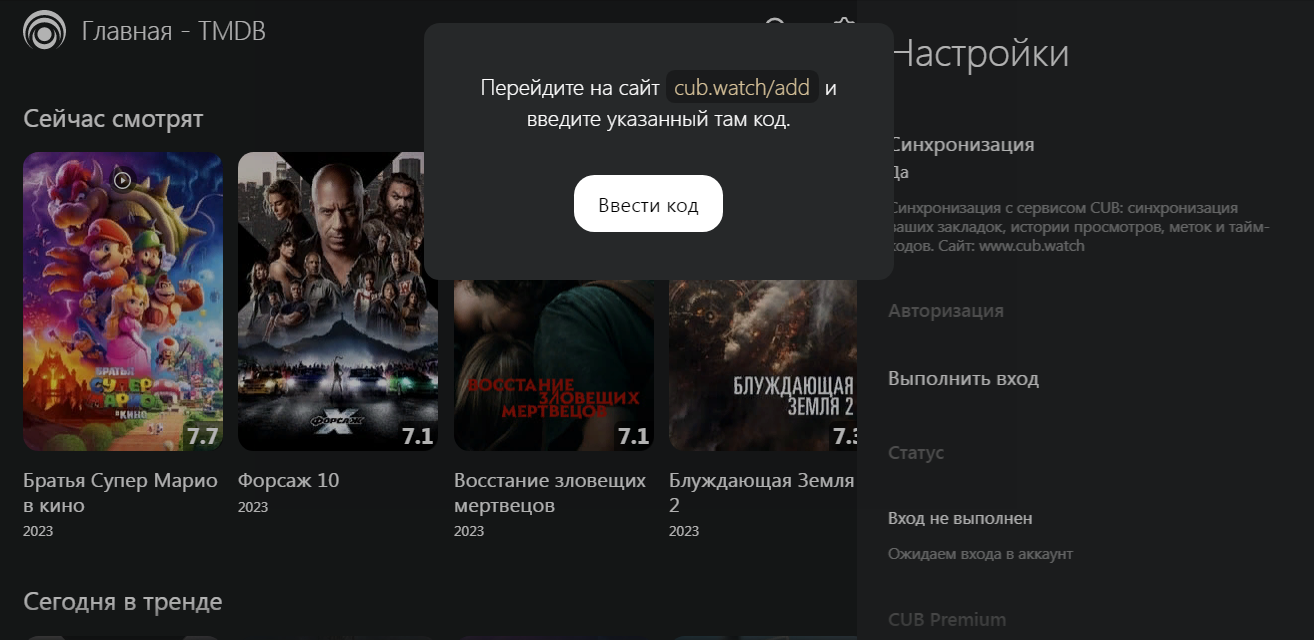 Главная - TMDB
Перейдите на сайт cub.watch/add и
введите указанный там код.
Ввести код
Сейчас смотрят
БРАТЬЯ
СУПЕР
МАРИО
В КИНО
7.7
ФОРСАЖ
X
7.1
ВОССТАНИЕ
ЗЛОВЕЩИХ
МЕРТВЕЦОВ
7.1
БЛУЖДАЮЩАЯ
ЗЕМЛЯ 2
7.3
Братья Супер Марио
в кино
2023
Форсаж 10
2023
Восстание зловещих
мертвецов
2023
Блуждающая Земля
2
2023
Сегодня в тренде
Настройки
Синхронизация
Да
Синхронизация с сервисом CUB: синхронизация
ваших закладок, истории просмотров, меток и тайм-
кодов. Сайт: www.cub.watch
Авторизация
Выполнить вход
Статус
Вход не выполнен
Ожидаем входа в аккаунт
CUB Premium